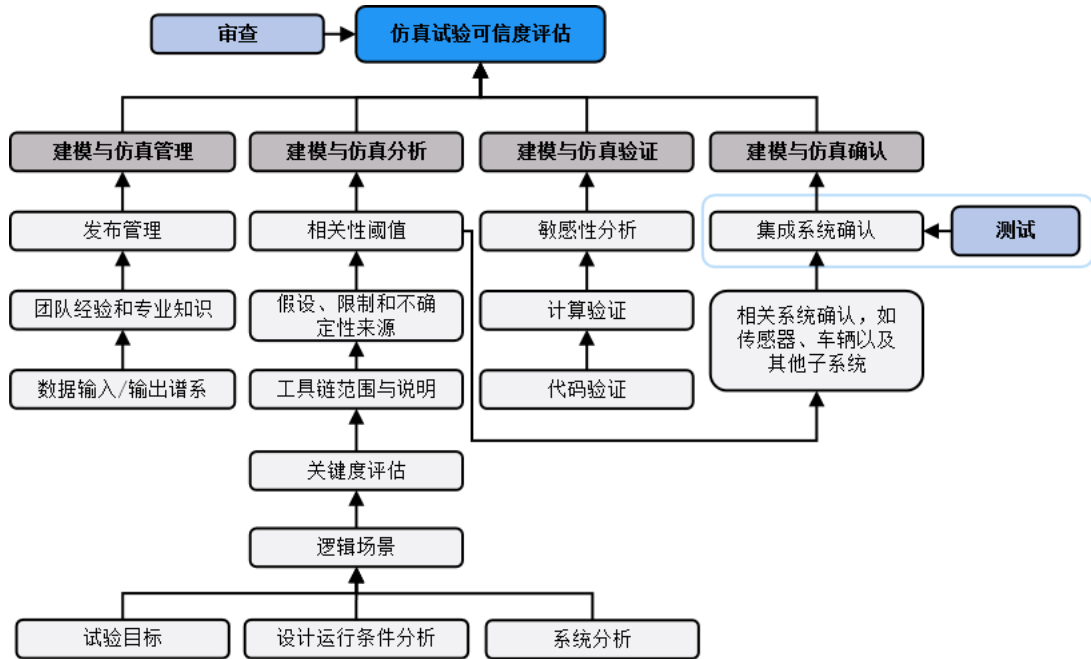 审查
仿真试验可信度评估
建模与仿真管理
建模与仿真分析
建模与仿真验证
建模与仿真确认
发布管理
相关性阈值
敏感性分析
集成系统确认
测试
团队经验和专业知识
假设、限制和不确
定性来源
计算验证
相关系统确认，如
传感器、车辆以及
其他子系统
数据输入/输出谱系
工具链范围与说明
代码验证
关键度评估
逻辑场景
试验目标
设计运行条件分析
系统分析